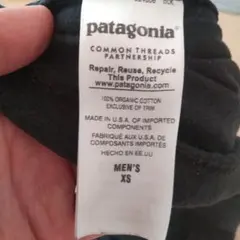 patagonia®
COMMON THREADS
PARTNERSHIP
Repair, Reuse, Recycle
This Product
www.patagonia.com
100% ORGANIC COTTON
EXCLUSIVE OF TRIM
MADE IN U.S.A. OF IMPORTED
COMPONENTS
FABRIQUÉ AUX U.S.A. DE
COMPOSANTS IMPORTÉS
HECHO EN EE.UU
MEN'S
XS